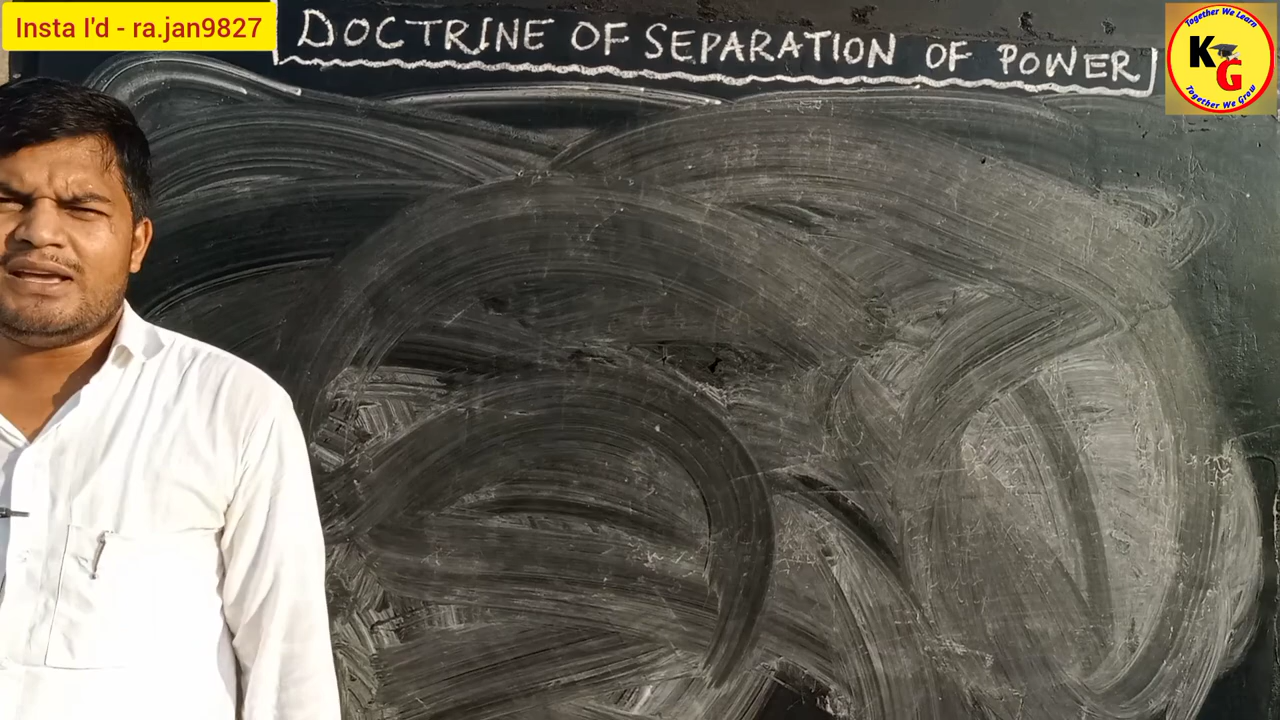 Insta I'd - ra.jan9827
DOCTRINE OF SEPARATION OF POWER
Together We Learn
KG
Together We Grow